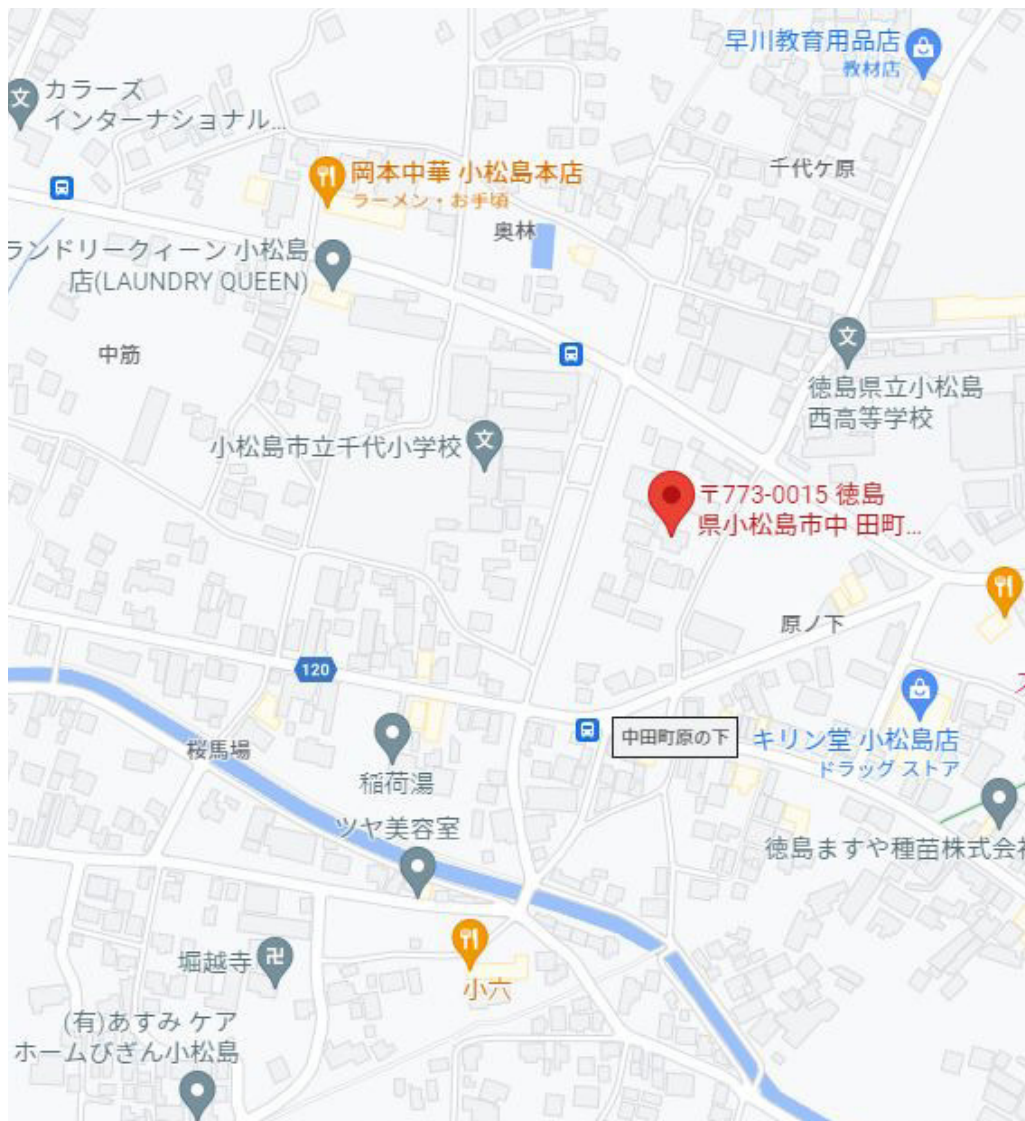 早川教育用品店
教材店
カラーズ
インターナショナル...
岡本中華 小松島本店
ラーメン・お手頃
千代ケ原
奥林
ランドリークィーン 小松島
店(LAUNDRY QUEEN)
中筋
徳島県立小松島
西高等学校
小松島市立千代小学校
〒773-0015 徳島
県小松島市中 田町...
原ノ下
120
中田町原の下
キリン堂 小松島店
ドラッグ ストア
桜馬場
稲荷湯
ツヤ美容室
徳島ますや種苗株式会
堀越寺
小六
(有)あすみ ケア
ホームびざん小松島